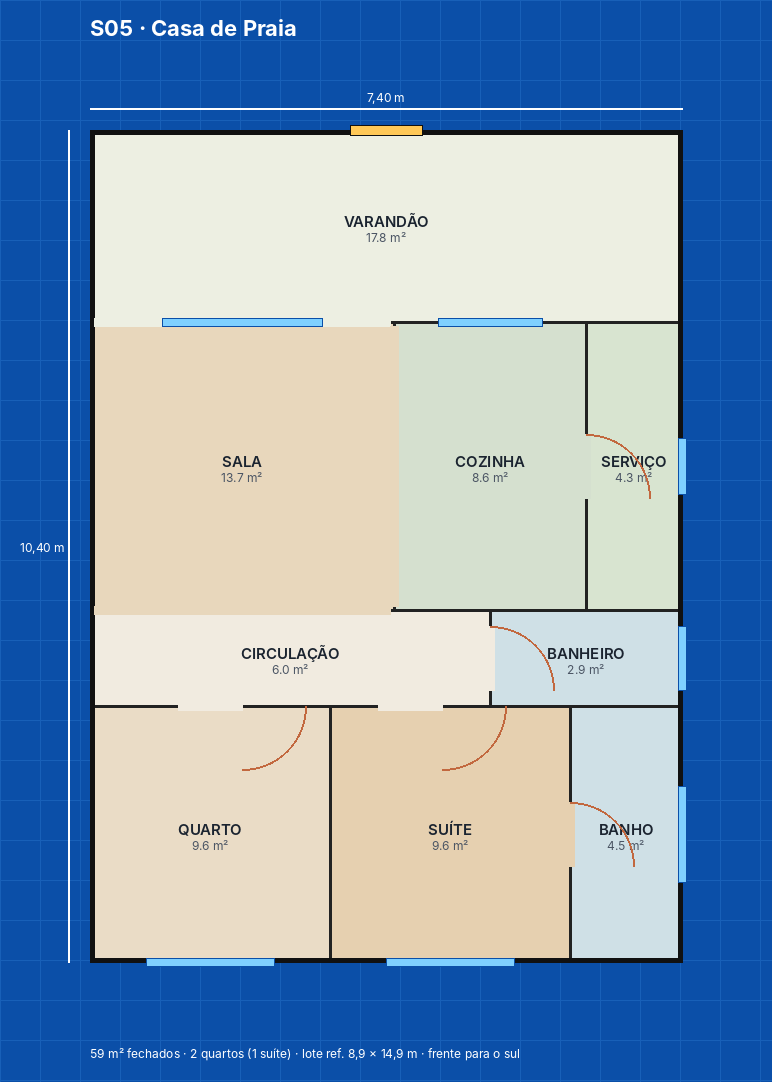 S05 · Casa de Praia
7,40 m
VARANDÃO
17.8 m²
SALA
13.7 m²
COZINHA
8.6 m²
SERVIÇO
4.3 m²
10,40 m
CIRCULAÇÃO
6.0 m²
BANHEIRO
2.9 m²
QUARTO
9.6 m²
SUÍTE
9.6 m²
BANHO
4.5 m²
59 m² fechados · 2 quartos (1 suíte) · lote ref. 8,9 × 14,9 m · frente para o sul